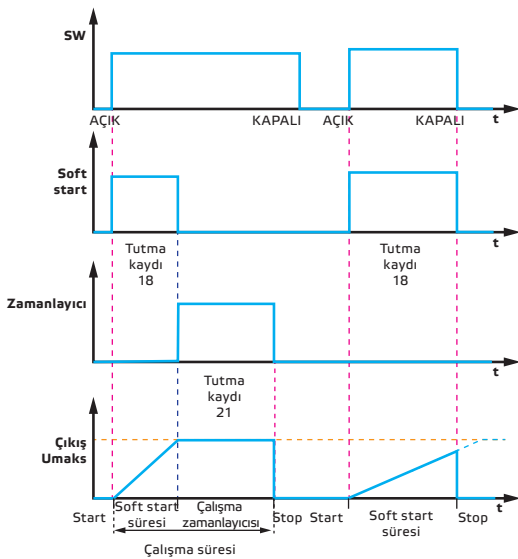 SW
AÇIK
KAPALI
AÇIK
KAPALI
t
Soft
start
t
Tutma
kaydı
18
Tutma
kaydı
18
Zamanlayıcı
t
Tutma
kaydı
21
Çıkış
Umaks
t
Start
Soft start
süresi
Çalışma
zamanlayıcısı
Stop
Start
Soft start
süresi
Stop
Çalışma süresi